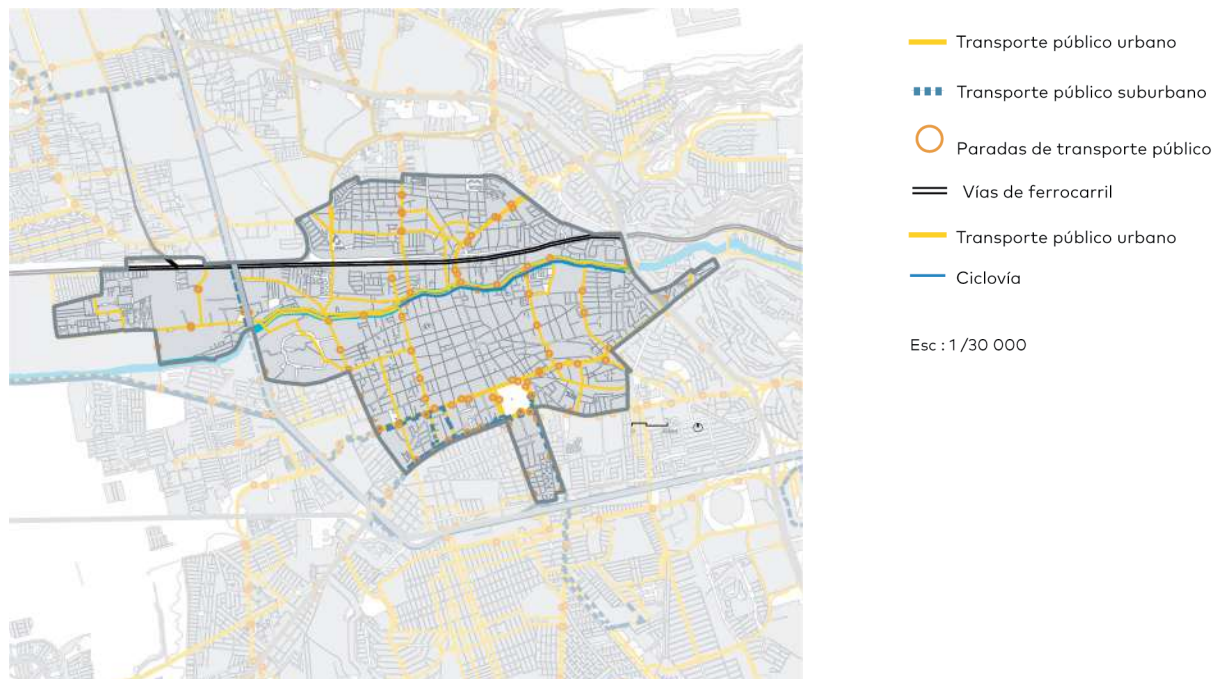 Transporte público urbano
Transporte público suburbano
Paradas de transporte público
Vías de ferrocarril
Transporte público urbano
Ciclovía
Esc : 1 /30 000